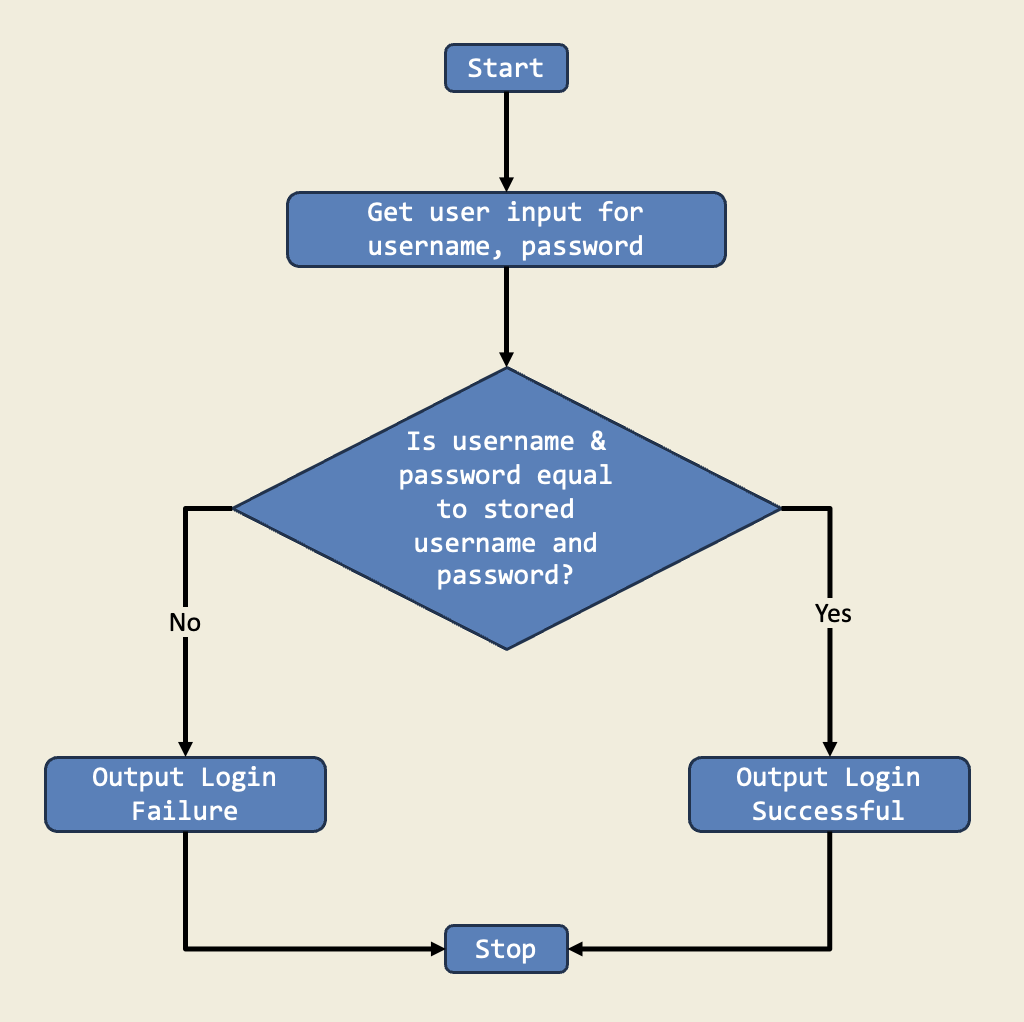 Start
Get user input for
username, password
Is username &
password equal
to stored
username and
password?
No
Yes
Output Login
Failure
Output Login
Successful
Stop